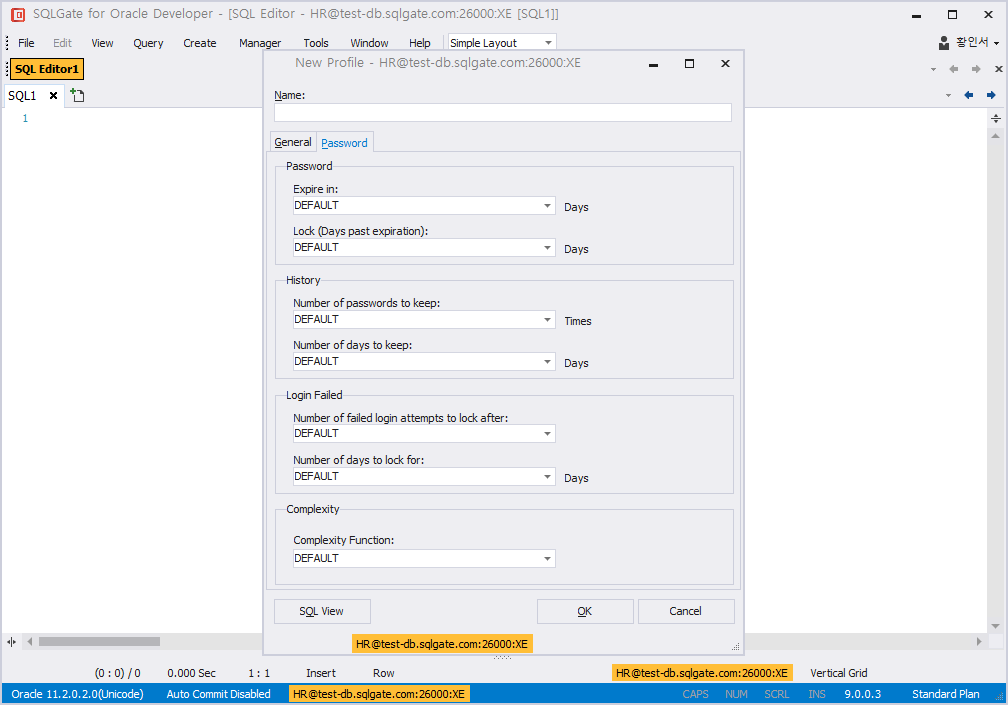 SQLGate for Oracle Developer - [SQL Editor - HR@test-db.sqlgate.com:26000:XE [SQL1]]
File Edit View Query Create Manager Tools Window Help Simple Layout 황인서
SQL Editor1
SQL1
1
New Profile - HR@test-db.sqlgate.com:26000:XE
Name:
General Password
Password
Expire in:
DEFAULT Days
Lock (Days past expiration):
DEFAULT Days
History
Number of passwords to keep:
DEFAULT Times
Number of days to keep:
DEFAULT Days
Login Failed
Number of failed login attempts to lock after:
DEFAULT
Number of days to lock for:
DEFAULT Days
Complexity
Complexity Function:
DEFAULT
SQL View OK Cancel
HR@test-db.sqlgate.com:26000:XE
(0 : 0) / 0 0.000 Sec 1 : 1 Insert Row HR@test-db.sqlgate.com:26000:XE Vertical Grid
Oracle 11.2.0.2.0(Unicode) Auto Commit Disabled HR@test-db.sqlgate.com:26000:XE CAPS NUM SCRL INS 9.0.0.3 Standard Plan